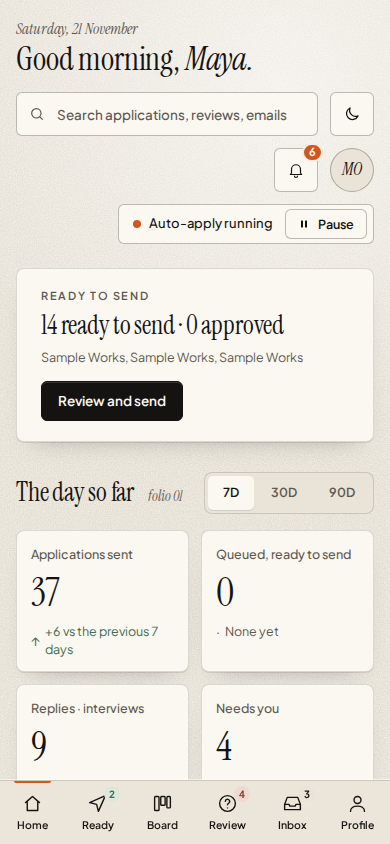 Saturday, 21 November
Good morning, Maya.
Search applications, reviews, emails
6
MO
Auto-apply running
Pause
READY TO SEND
14 ready to send · 0 approved
Sample Works, Sample Works, Sample Works
Review and send
The day so far
folio 01
7D
30D
90D
Applications sent
37
↑ +6 vs the previous 7
days
Queued, ready to send
0
· None yet
Replies · interviews
9
Needs you
4
2
4
3
Home
Ready
Board
Review
Inbox
Profile